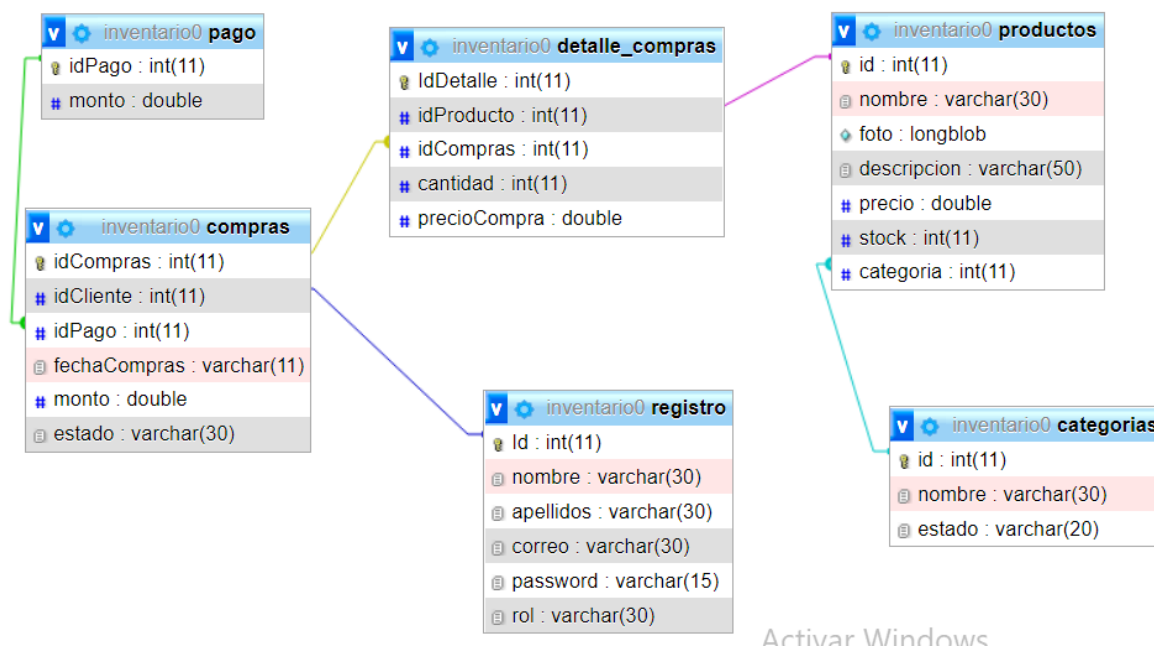 inventario0 pago
idPago : int(11)
monto : double
inventario0 detalle_compras
IdDetalle : int(11)
idProducto : int(11)
idCompras : int(11)
cantidad : int(11)
precioCompra : double
inventario0 productos
id : int(11)
nombre : varchar(30)
foto : longblob
descripcion : varchar(50)
precio : double
stock : int(11)
categoria : int(11)
inventario0 compras
idCompras : int(11)
idCliente : int(11)
idPago : int(11)
fechaCompras : varchar(11)
monto : double
estado : varchar(30)
inventario0 registro
Id : int(11)
nombre : varchar(30)
apellidos : varchar(30)
correo : varchar(30)
password : varchar(15)
rol : varchar(30)
inventario0 categorias
id : int(11)
nombre : varchar(30)
estado : varchar(20)
Activar Windows